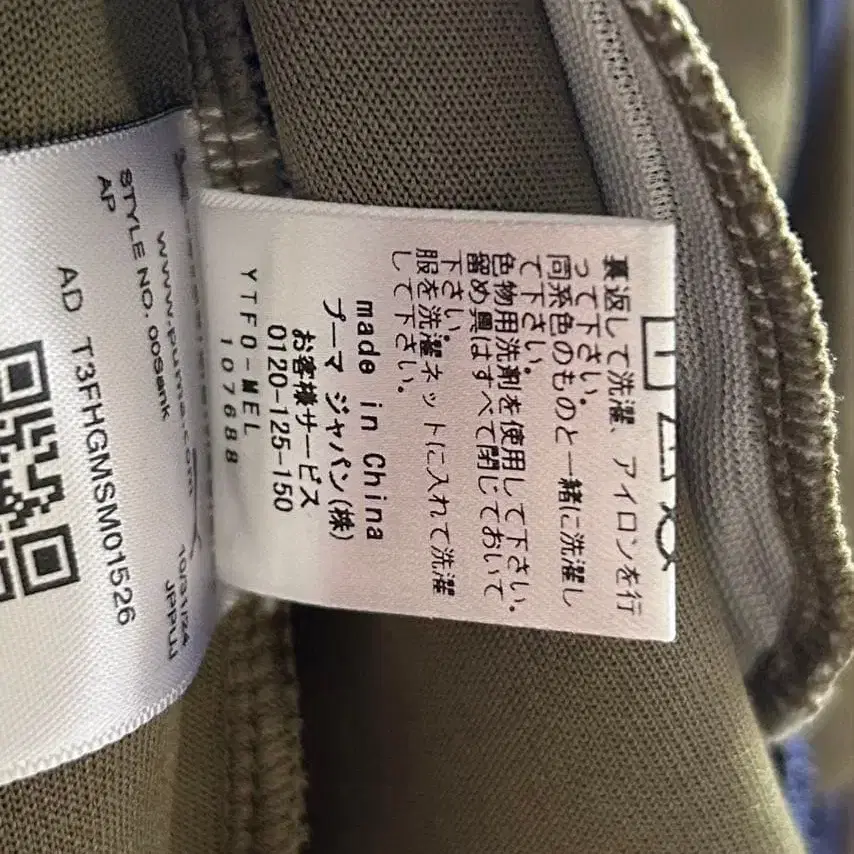 裏返して洗濯、アイロンを行
って下さい。
同系色のものと一緒に洗濯し
て下さい。
色物用洗剤を使用して下さい。
留め具はすべて閉じておいて
下さい。
服を洗濯ネットに入れて洗濯
して下さい。
made in China
プーマ ジャパン(株)
お客様サービス
0120-125-150
YTFO-MEL
107688
www.puma.com
10/31/24
JPPUJ
STYLE NO. 00Sank
AP
AD T3FHGMSM01526